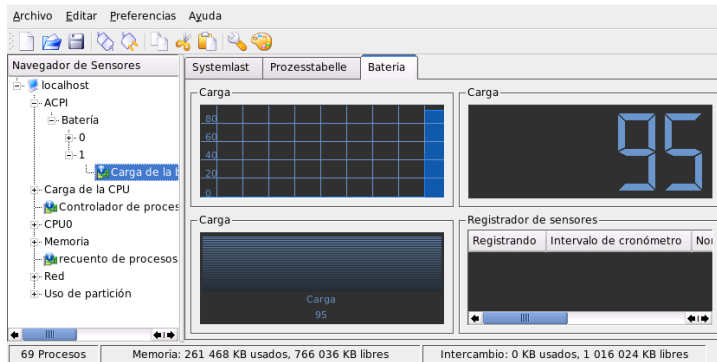 Archivo Editar Preferencias Ayuda
Navegador de Sensores
localhost
ACPI
Batería
0
1
Carga de la b
Carga de la CPU
Controlador de proces
CPU0
Memoria
recuento de procesos
Red
Uso de partición
Systemlast Prozesstabelle Bateria
Carga
80
60
40
20
0
Carga
95
Carga
Carga
95
Registrador de sensores
Registrando Intervalo de cronómetro Nor
69 Procesos Memoria: 261 468 KB usados, 766 036 KB libres Intercambio: 0 KB usados, 1 016 024 KB libres